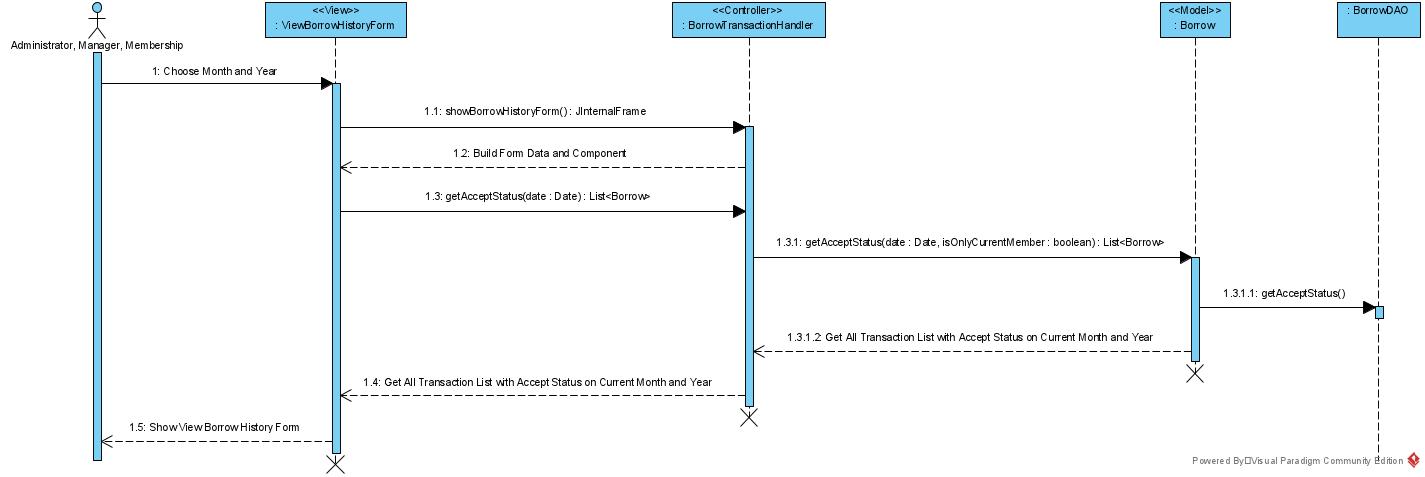 <<View>>
: ViewBorrowHistoryForm
<<Controller>>
: BorrowTransactionHandler
<<Model>>
: Borrow
: BorrowDAO
Administrator, Manager, Membership
1: Choose Month and Year
1.1: showBorrowHistoryForm() : JInternalFrame
1.2: Build Form Data and Component
1.3: getAcceptStatus(date : Date) : List<Borrow>
1.3.1: getAcceptStatus(date : Date, isOnlyCurrentMember : boolean) : List<Borrow>
1.3.1.1: getAcceptStatus()
1.3.1.2: Get All Transaction List with Accept Status on Current Month and Year
1.4: Get All Transaction List with Accept Status on Current Month and Year
1.5: Show View Borrow History Form
Powered By Visual Paradigm Community Edition